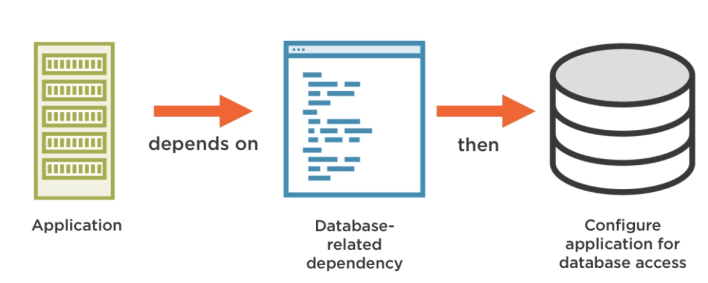 depends on
then
Application
Database-
related
dependency
Configure
application for
database access